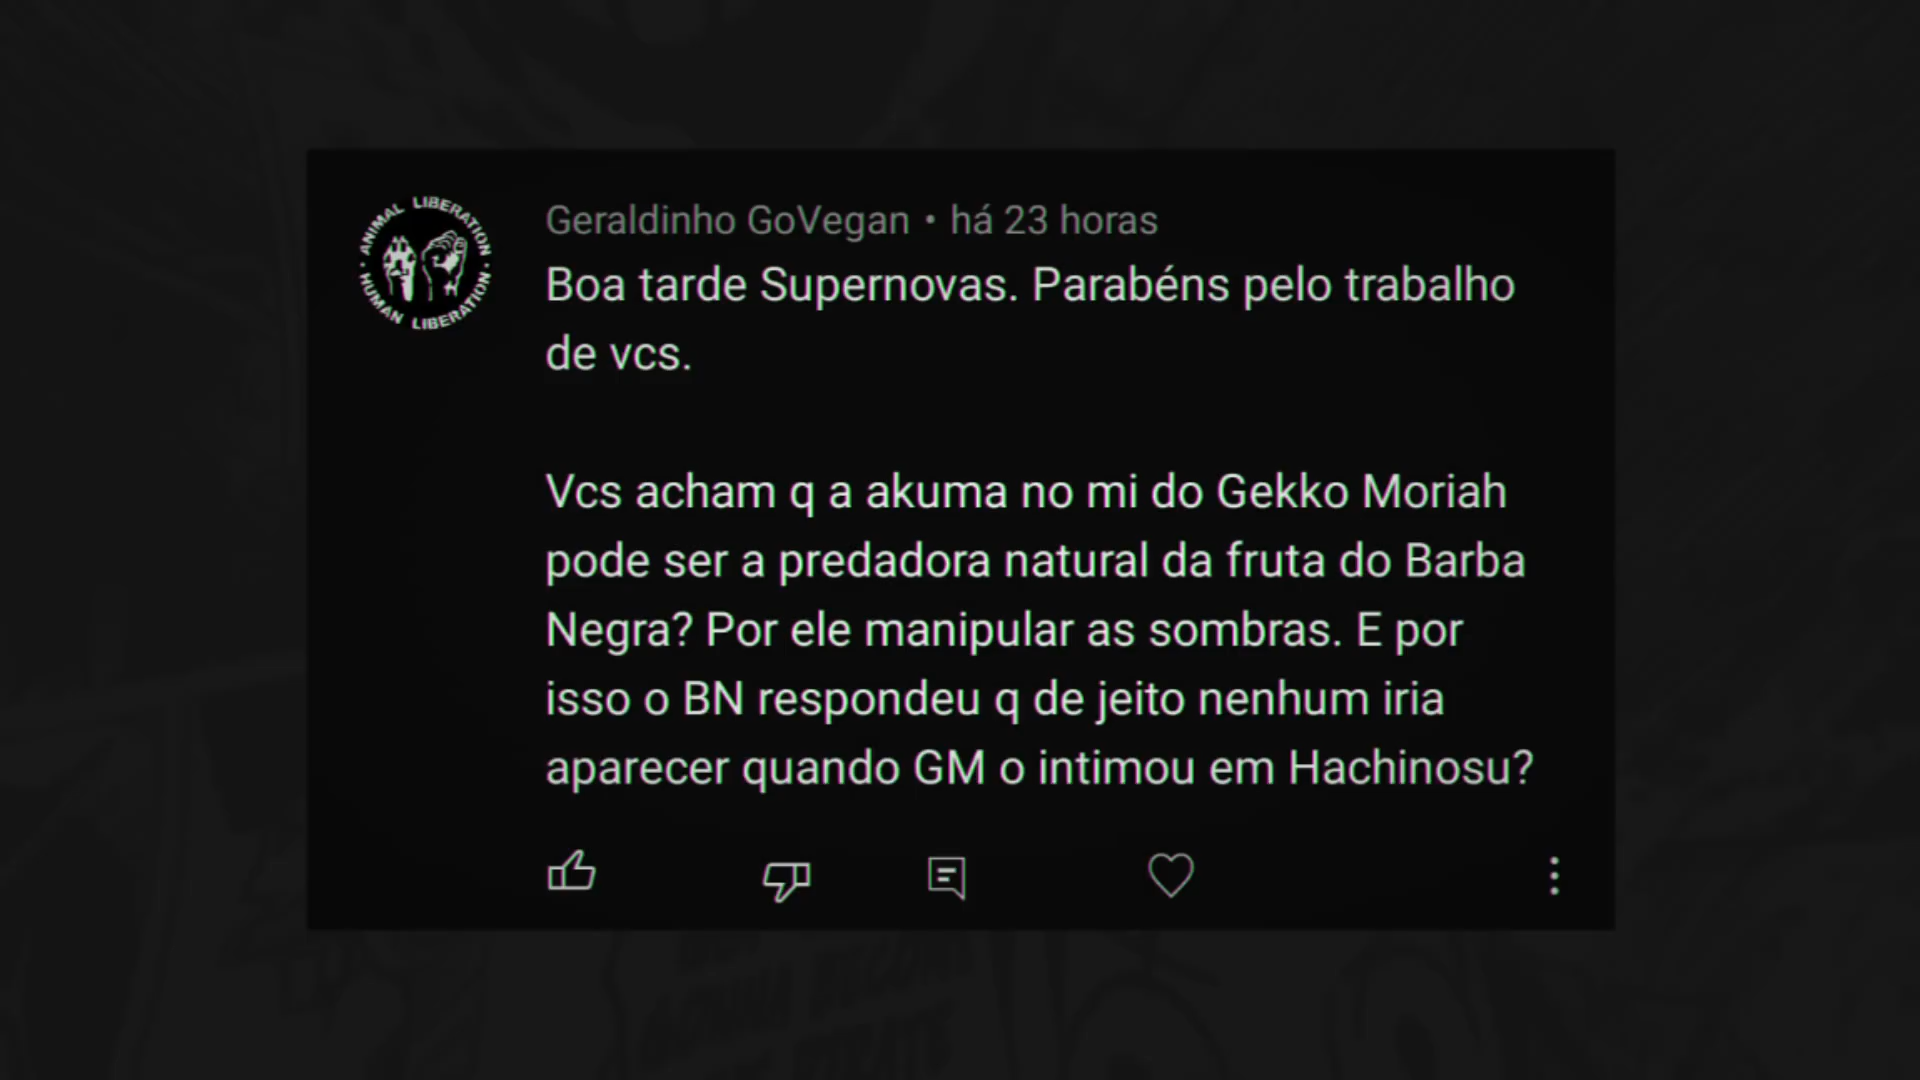 ANIMAL LIBERATION
HUMAN LIBERATION
Geraldinho GoVegan • há 23 horas
Boa tarde Supernovas. Parabéns pelo trabalho
de vcs.
Vcs acham q a akuma no mi do Gekko Moriah
pode ser a predadora natural da fruta do Barba
Negra? Por ele manipular as sombras. E por
isso o BN respondeu q de jeito nenhum iria
aparecer quando GM o intimou em Hachinosu?